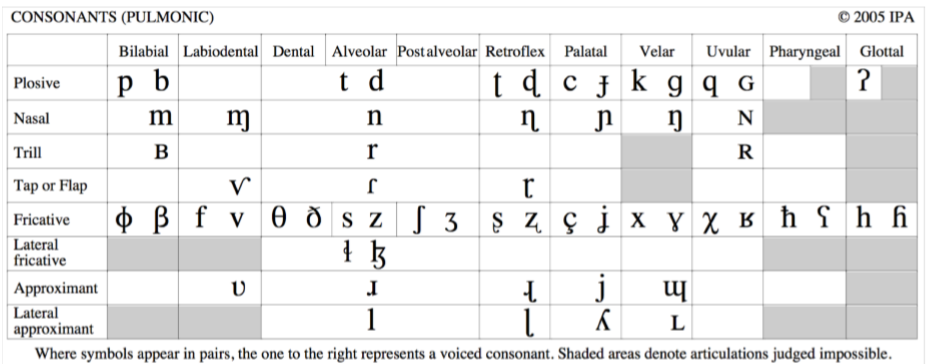 CONSONANTS (PULMONIC) © 2005 IPA
Bilabial Labiodental Dental Alveolar Postalveolar Retroflex Palatal Velar Uvular Pharyngeal Glottal
Plosive p b t d ʈ ɖ c ɟ k ɡ q ɢ ʔ
Nasal m ɱ n ɳ ɲ ŋ ɴ
Trill ʙ r ʀ
Tap or Flap ⱱ ɾ ɽ
Fricative ɸ β f v θ ð s z ʃ ʒ ʂ ʐ ç ʝ x ɣ χ ʁ ħ ʕ h ɦ
Lateral
fricative ɬ ɮ
Approximant ʋ ɹ ɻ j ɰ
Lateral
approximant l ɭ ʎ ʟ
Where symbols appear in pairs, the one to the right represents a voiced consonant. Shaded areas denote articulations judged impossible.